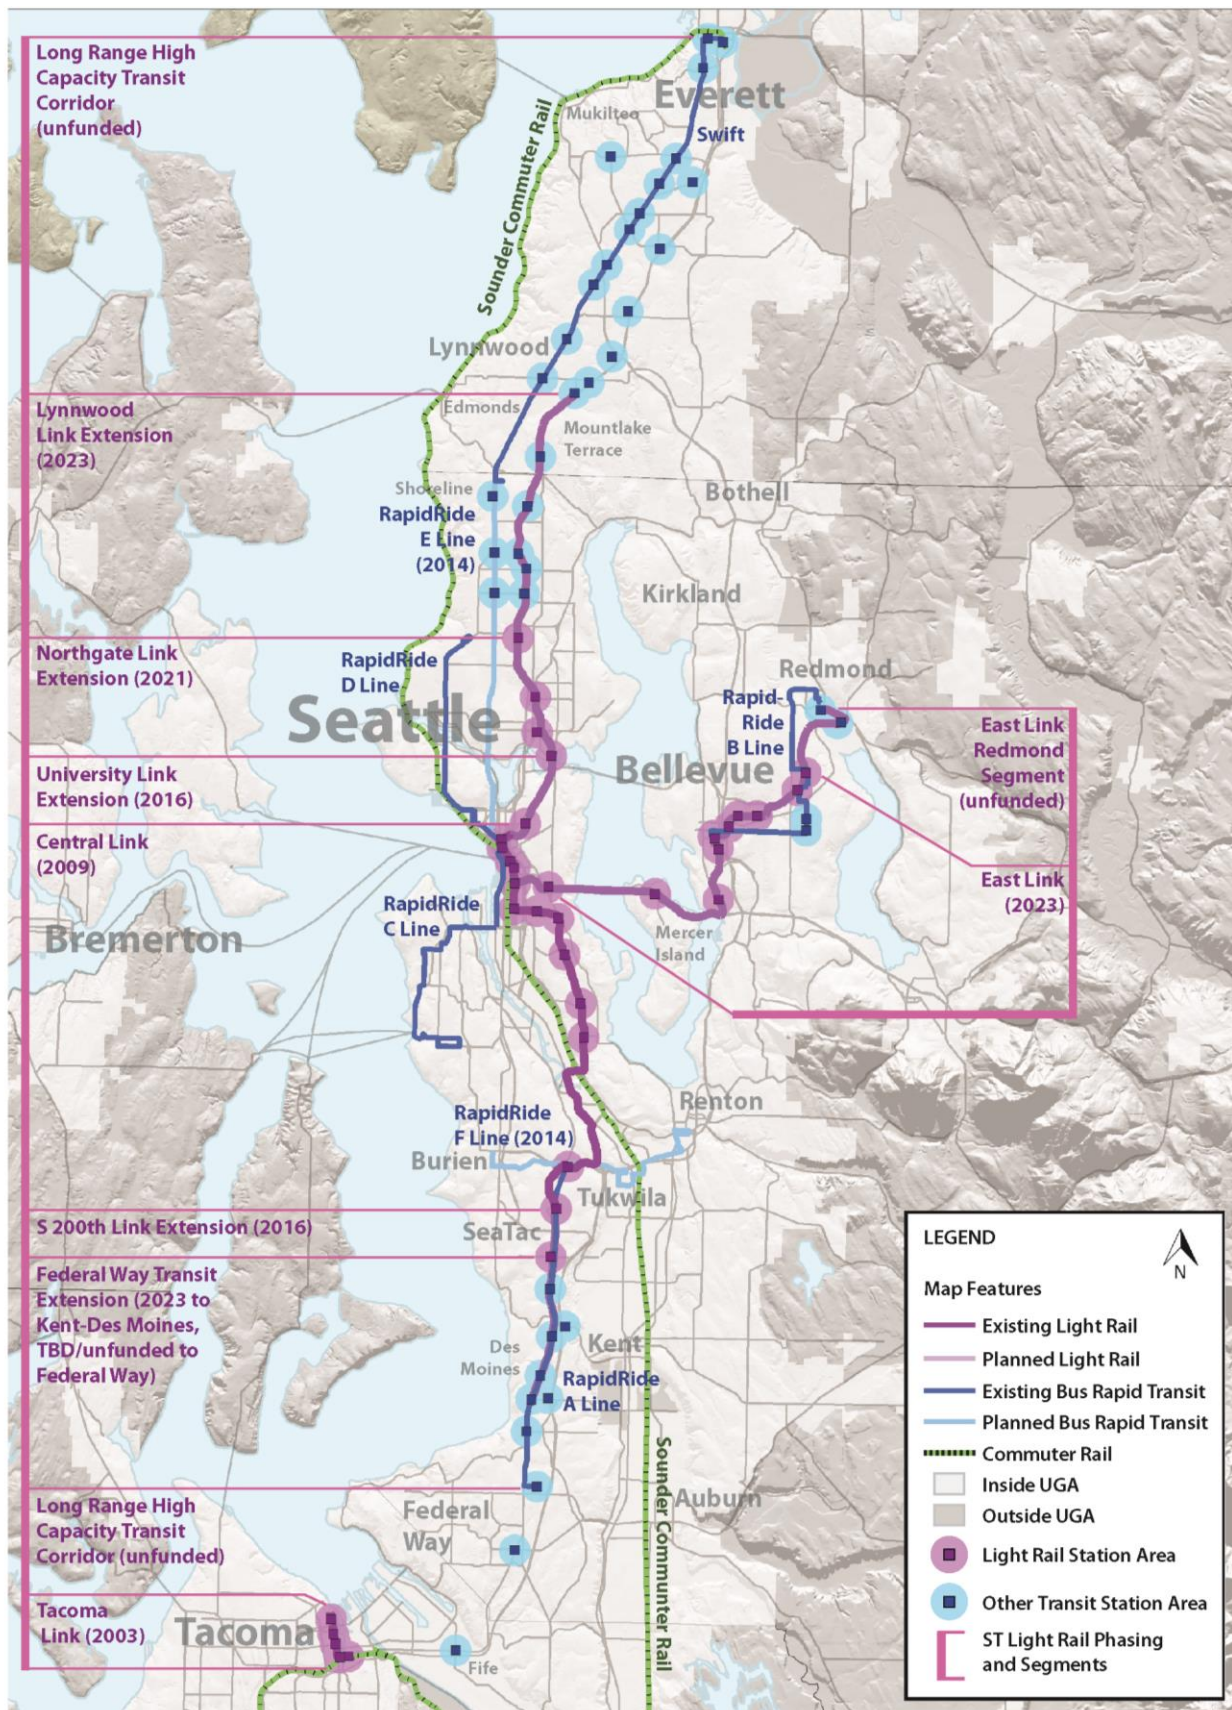 Long Range High
Capacity Transit
Corridor
(unfunded)
Everett
Mukilteo
Swift
Sounder Commuter Rail
Lynnwood
Edmonds
Lynnwood
Link Extension
(2023)
Mountlake
Terrace
Shoreline
Bothell
RapidRide
E Line
(2014)
Kirkland
Northgate Link
Extension (2021)
RapidRide
D Line
Redmond
Seattle
Rapid-
Ride
B Line
East Link
Redmond
Segment
(unfunded)
University Link
Extension (2016)
Bellevue
Central Link
(2009)
East Link
(2023)
RapidRide
C Line
Bremerton
Mercer
Island
Renton
RapidRide
F Line (2014)
Burien
Tukwila
S 200th Link Extension (2016)
SeaTac
Federal Way Transit
Extension (2023 to
Kent-Des Moines,
TBD/unfunded to
Federal Way)
Des
Moines
Kent
RapidRide
A Line
Sounder Communter Rail
Long Range High
Capacity Transit
Corridor (unfunded)
Federal
Way
Auburn
Tacoma
Link (2003)
Tacoma
Fife
LEGEND
N
Map Features
Existing Light Rail
Planned Light Rail
Existing Bus Rapid Transit
Planned Bus Rapid Transit
Commuter Rail
Inside UGA
Outside UGA
Light Rail Station Area
Other Transit Station Area
ST Light Rail Phasing
and Segments